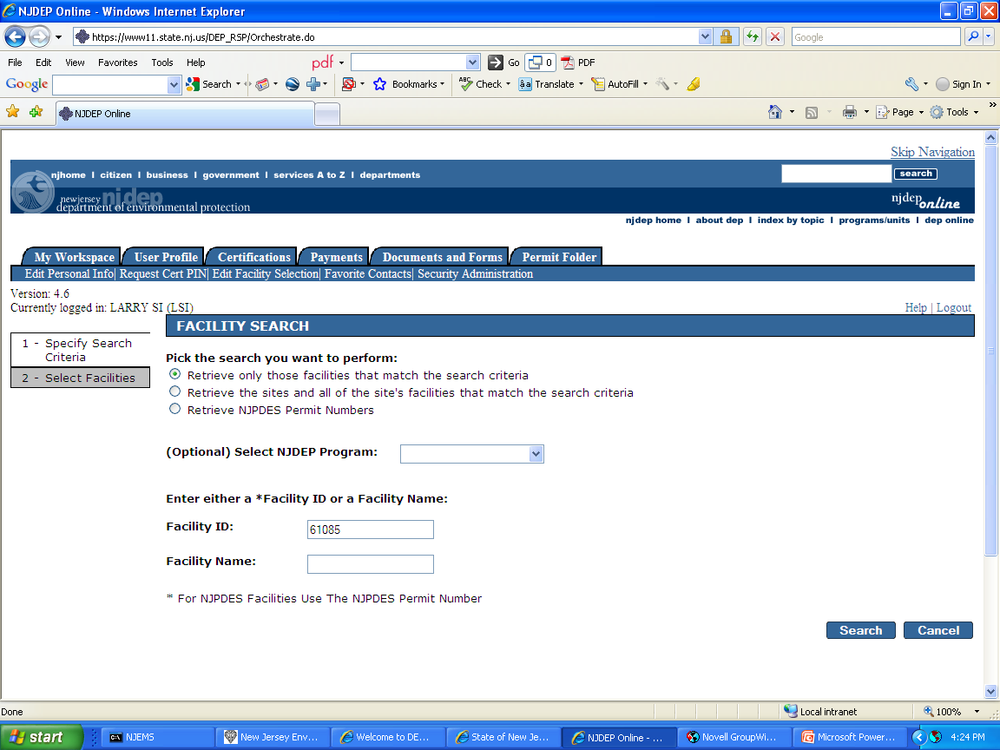 NJDEP Online - Windows Internet Explorer
https://www11.state.nj.us/DEP_RSP/Orchestrate.do
Google
File Edit View Favorites Tools Help
pdf Go 0 PDF
Google Search Bookmarks ABC Check Translate AutoFill Sign In
NJDEP Online
Page Tools »
Skip Navigation
njhome | citizen | business | government | services A to Z | departments
search
newjersey njdep
department of environmental protection
njdep online
njdep home | about dep | index by topic | programs/units | dep online
My Workspace User Profile Certifications Payments Documents and Forms Permit Folder
Edit Personal Info| Request Cert PIN| Edit Facility Selection| Favorite Contacts| Security Administration
Version: 4.6
Currently logged in: LARRY SI (LSI)
Help | Logout
FACILITY SEARCH
1 - Specify Search
Criteria
2 - Select Facilities
Pick the search you want to perform:
Retrieve only those facilities that match the search criteria
Retrieve the sites and all of the site's facilities that match the search criteria
Retrieve NJPDES Permit Numbers
(Optional) Select NJDEP Program:
Enter either a *Facility ID or a Facility Name:
Facility ID: 61085
Facility Name:
* For NJPDES Facilities Use The NJPDES Permit Number
Search Cancel
Done
Local intranet
100%
start
NJEMS
New Jersey Env...
Welcome to DE...
State of New Je...
NJDEP Online - ...
Novell GroupWi...
Microsoft Power...
4:24 PM